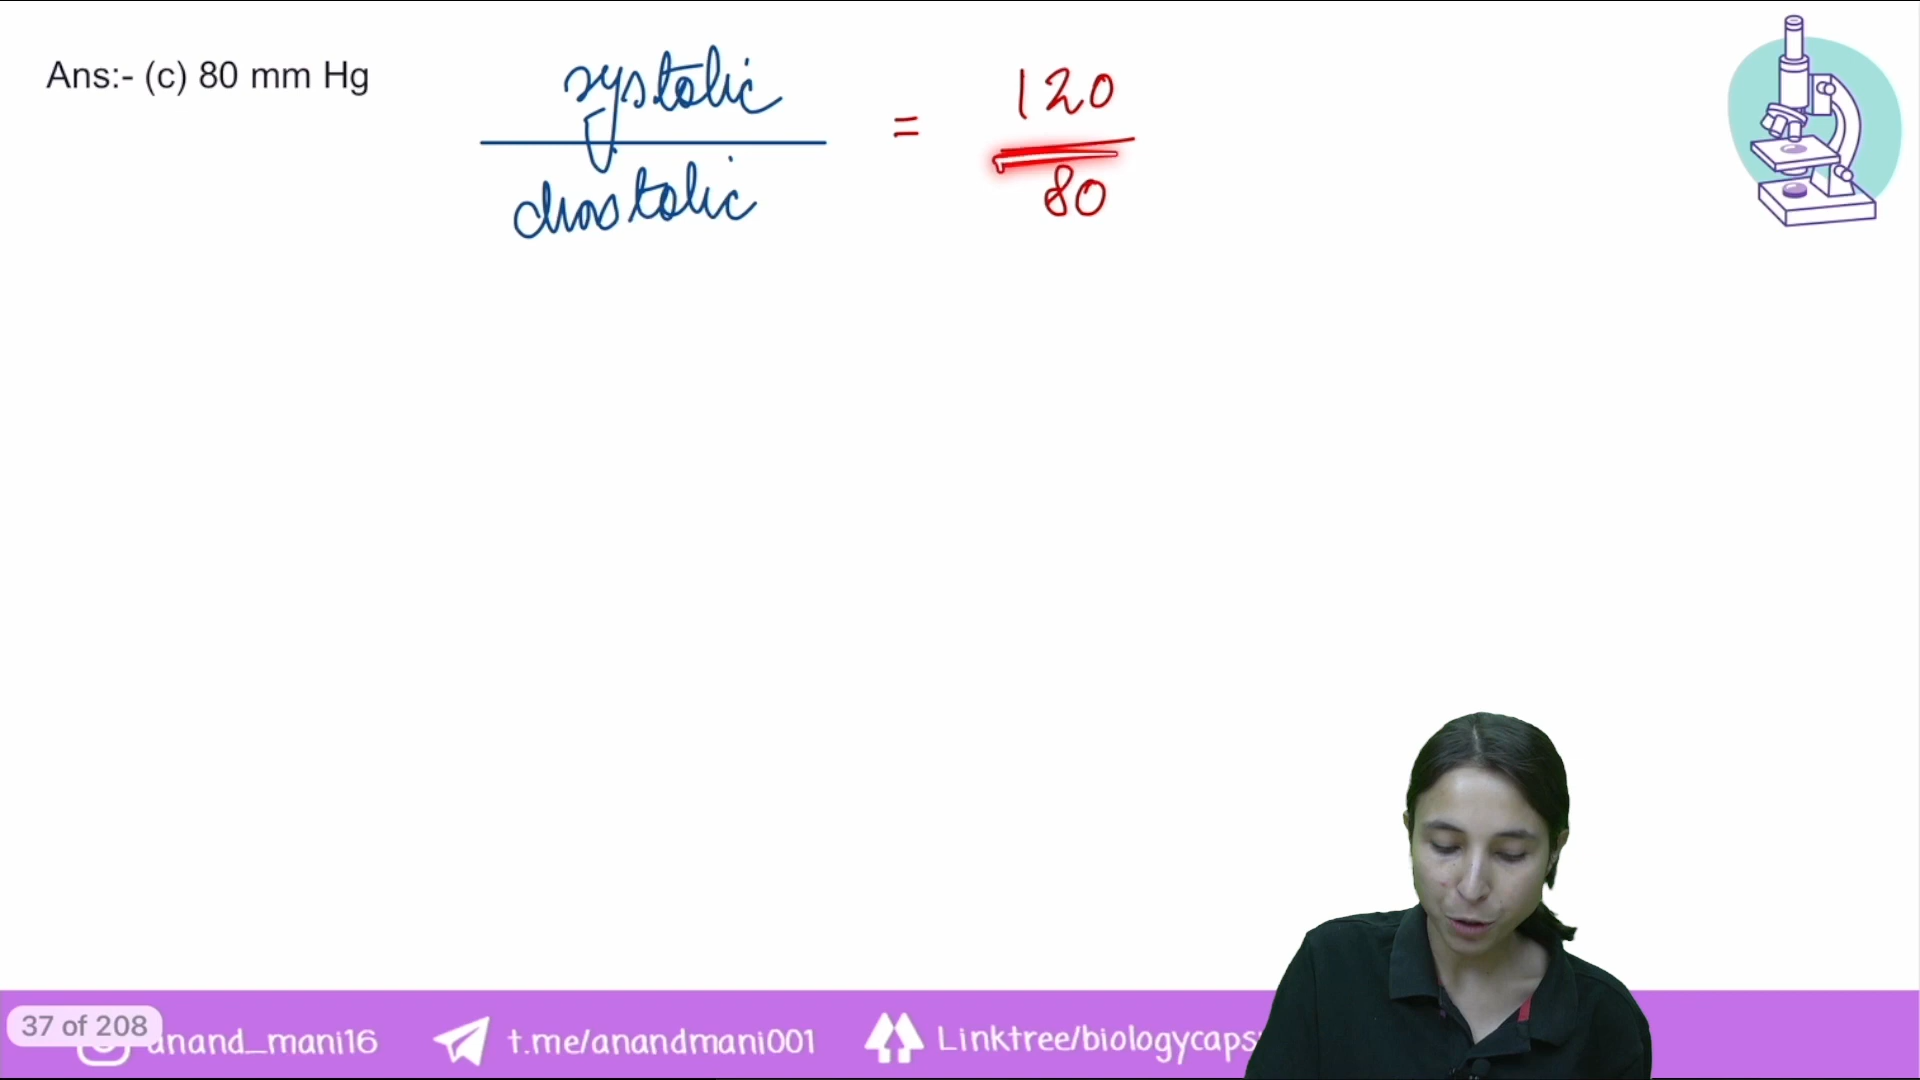 Ans:- (c) 80 mm Hg
systolic
diastolic
=
120
80
37 of 208
anand_mani16
t.me/anandmani001
Linktree/biologycaps